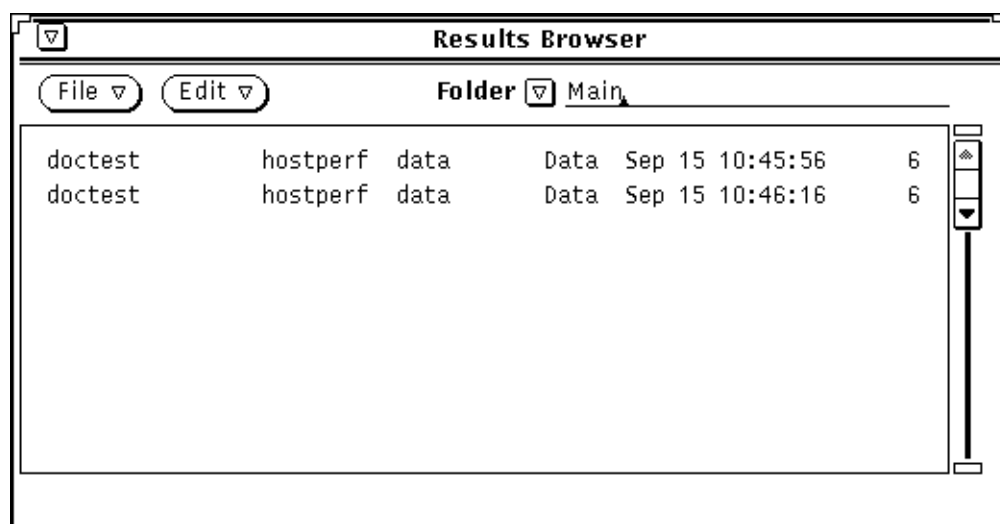 Results Browser
File Edit Folder Main
doctest hostperf data Data Sep 15 10:45:56 6
doctest hostperf data Data Sep 15 10:46:16 6